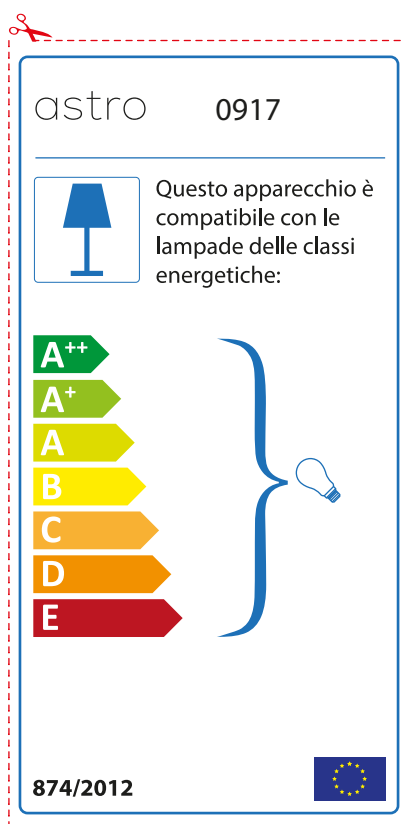 astro 0917
Questo apparecchio è
compatibile con le
lampade delle classi
energetiche:
A++
A+
A
B
C
D
E
874/2012